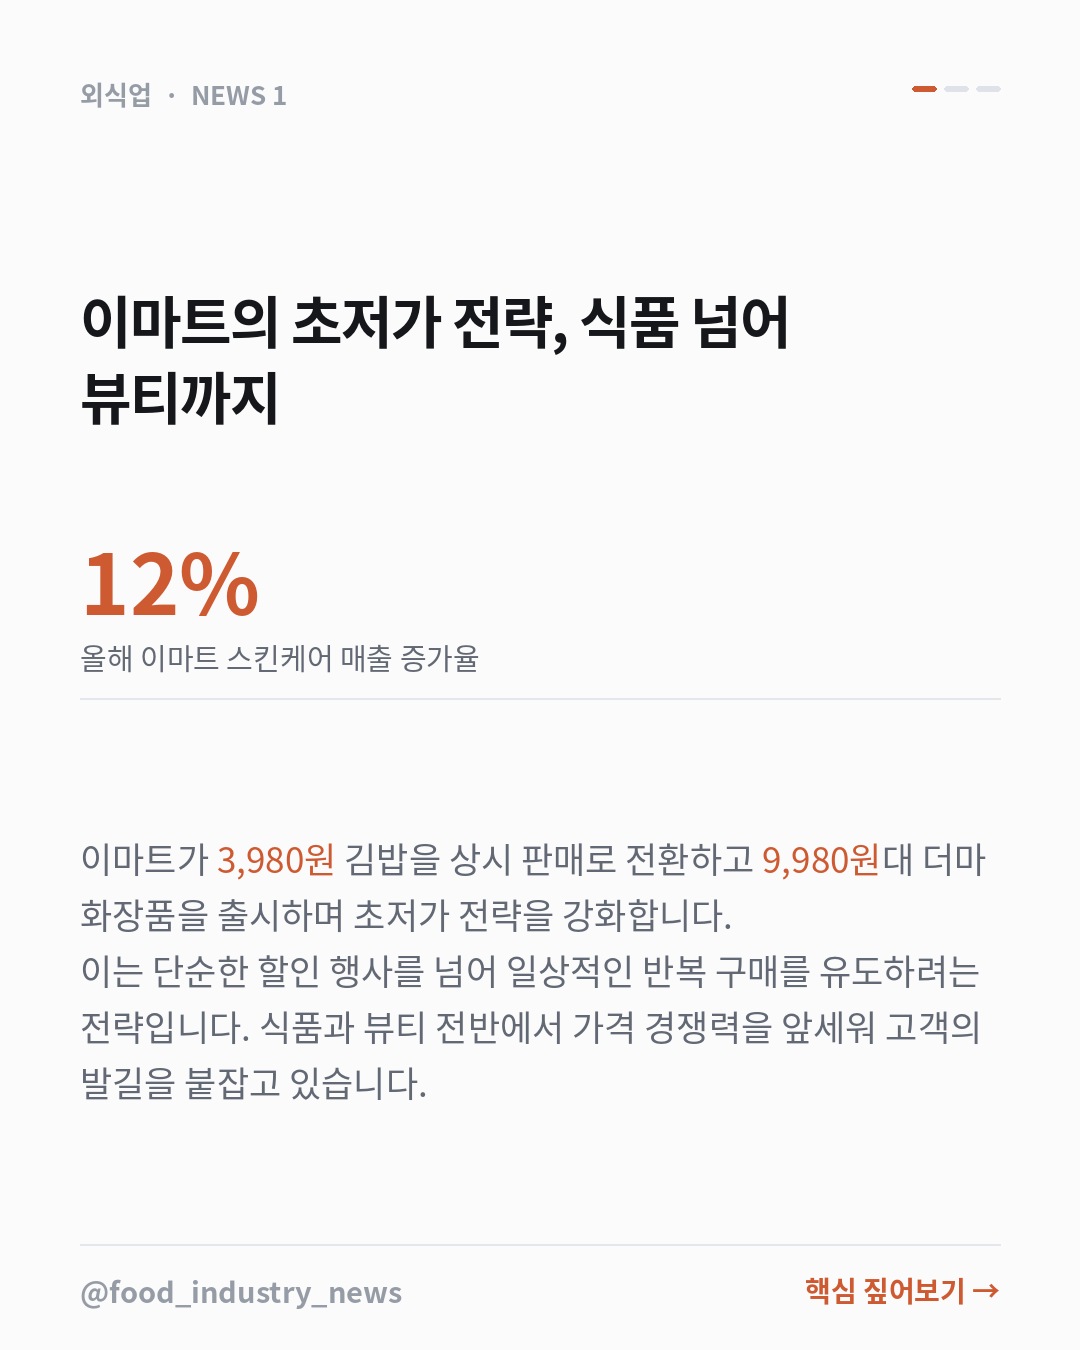 외식업 · NEWS 1
이마트의 초저가 전략, 식품 넘어
뷰티까지
12%
올해 이마트 스킨케어 매출 증가율
이마트가 3,980원 김밥을 상시 판매로 전환하고 9,980원대 더마
화장품을 출시하며 초저가 전략을 강화합니다.
이는 단순한 할인 행사를 넘어 일상적인 반복 구매를 유도하려는
전략입니다. 식품과 뷰티 전반에서 가격 경쟁력을 앞세워 고객의
발길을 붙잡고 있습니다.
@food_industry_news
핵심 짚어보기 →